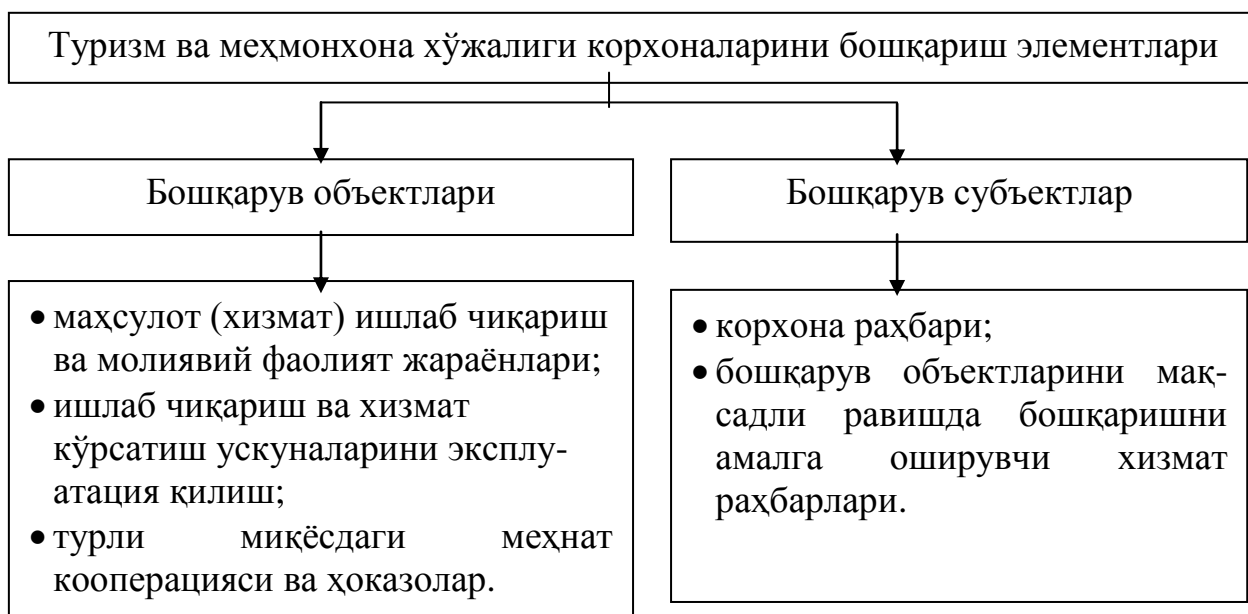 Туризм ва меҳмонхона хўжалиги корхоналарини бошқариш элементлари
Бошқарув объектлари
Бошқарув субъектлар
• маҳсулот (хизмат) ишлаб чиқариш
ва молиявий фаолият жараёнлари;
• ишлаб чиқариш ва хизмат
кўрсатиш ускуналарини эксплу-
атация қилиш;
• турли миқёсдаги меҳнат
кооперацияси ва ҳоказолар.
• корхона раҳбари;
• бошқарув объектларини мақ-
садли равишда бошқаришни
амалга оширувчи хизмат
раҳбарлари.